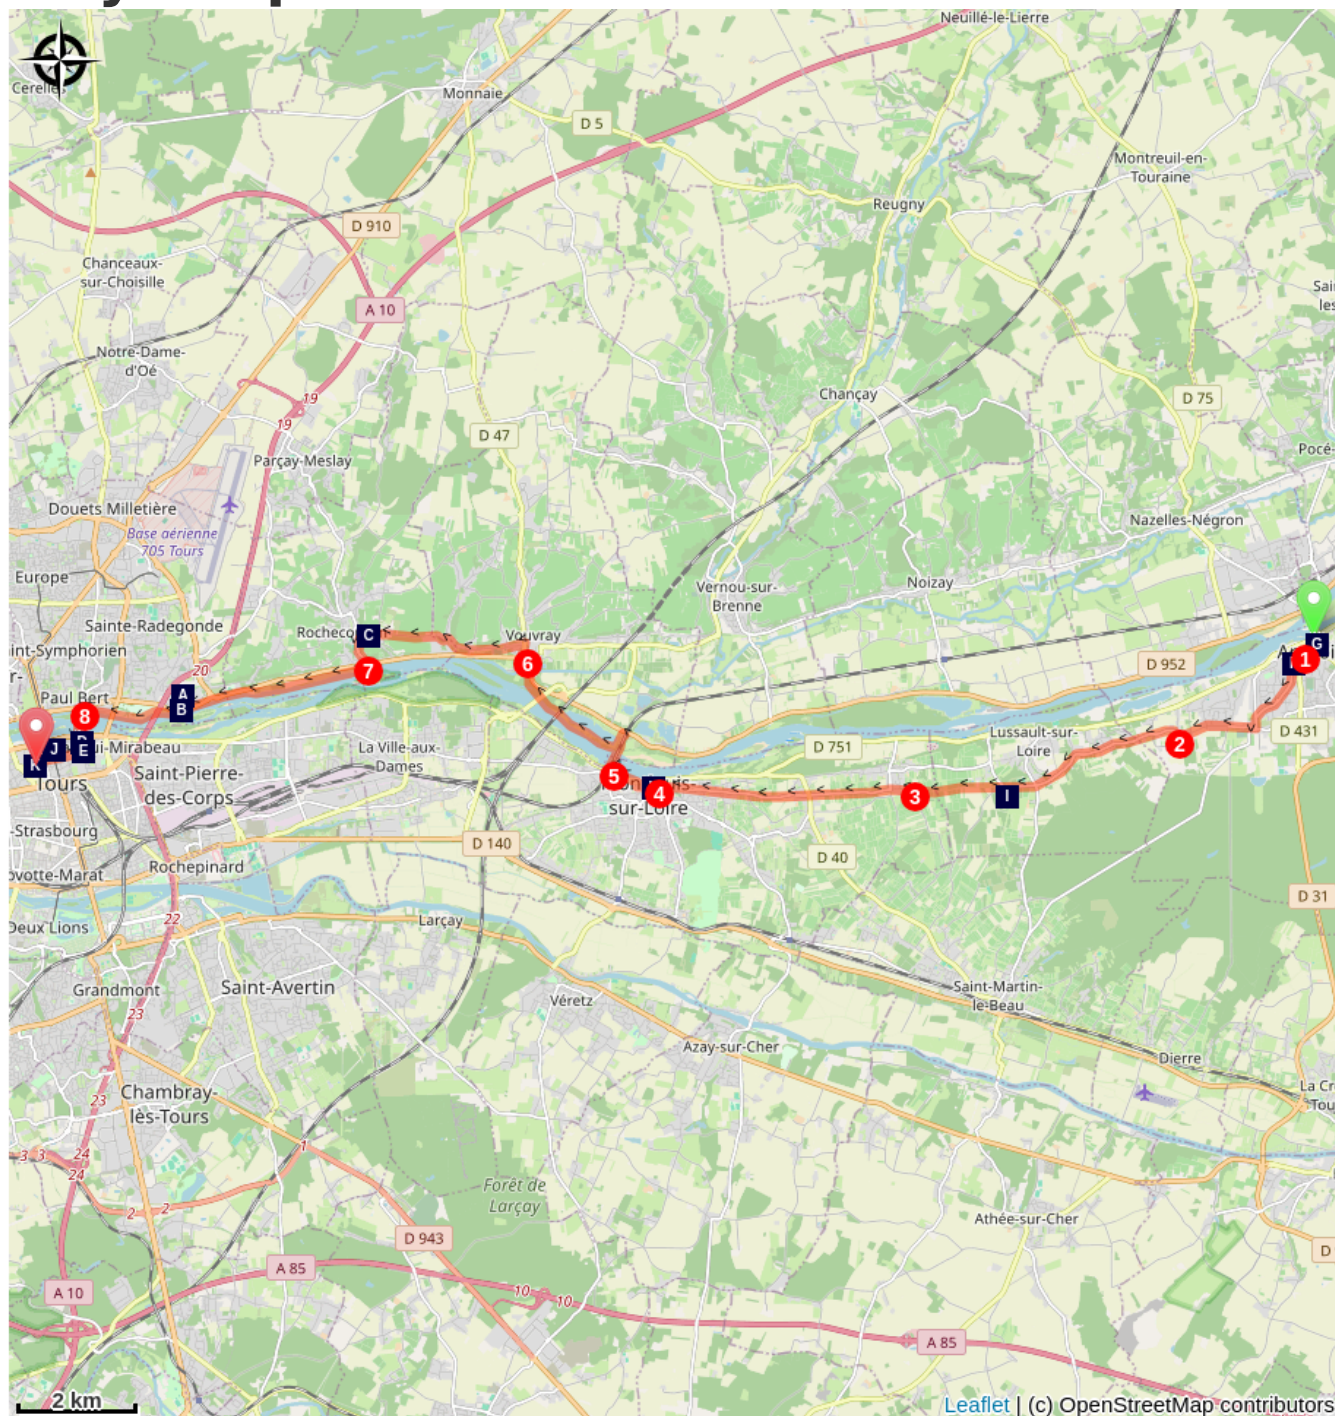 Neuillé-le-Lierre
Monnaie
D 5
Montreuil-en-
Touraine
Reugny
D 910
Chanceaux-
sur-Choisille
A 10
Notre-Dame-
d'Oé
19
19
Chançay
D 75
D 47
Parçay-Meslay
Douets Milletière
Base aérienne
705 Tours
Nazelles-Négron
Europe
Vernou-sur-
Brenne
Noizay
Sainte-Radegonde
C
Vouvray
G
1
6
D 952
7
20
A
B
Paul Bert
8
Lussault-sur-
Loire
D 431
2
J
E
La Ville-aux-
Dames
D 751
K
Tours
Saint-Pierre-
des-Corps
5
4
3
I
sur-Loire
D 140
D 40
Rochepinard
D 31
22
Larçay
Deux Lions
Grandmont
Saint-Avertin
Saint-Martin-
le-Beau
Véretz
23
Azay-sur-Cher
Dierre
Chambray-
lès-Tours
23
1
3
3
24
24
2
2
Forêt de
Larçay
Athée-sur-Cher
D 943
A 85
A 10
10
10
A 85
2 km
Leaflet | (c) OpenStreetMap contributors